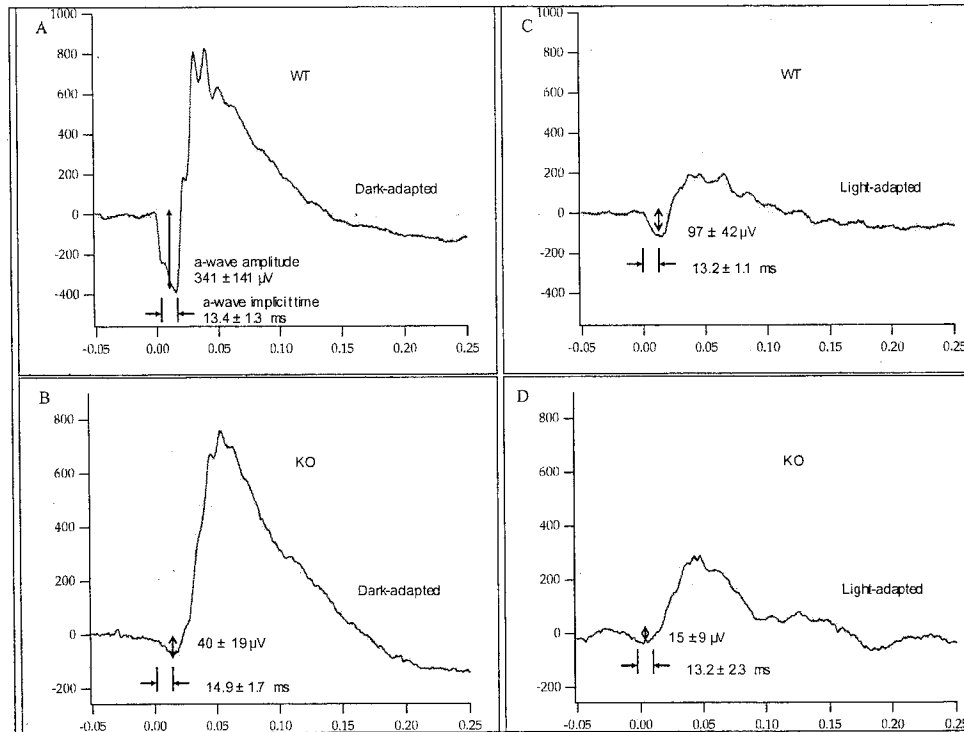 A
1000
800
600
400
200
0
-200
-400
WT
Dark-adapted
a-wave amplitude
341 ± 141 µV
a-wave implicit time
13.4 ± 1.3 ms
-0.05 0.00 0.05 0.10 0.15 0.20 0.25
C
1000
800
600
400
200
0
-200
-400
WT
Light-adapted
97 ± 42 µV
13.2 ± 1.1 ms
-0.05 0.00 0.05 0.10 0.15 0.20 0.25
B
800
600
400
200
0
-200
KO
Dark-adapted
40 ± 19 µV
14.9 ± 1.7 ms
-0.05 0.00 0.05 0.10 0.15 0.20 0.25
D
800
600
400
200
0
-200
KO
Light-adapted
15 ± 9 µV
13.2 ± 2.3 ms
-0.05 0.00 0.05 0.10 0.15 0.20 0.25